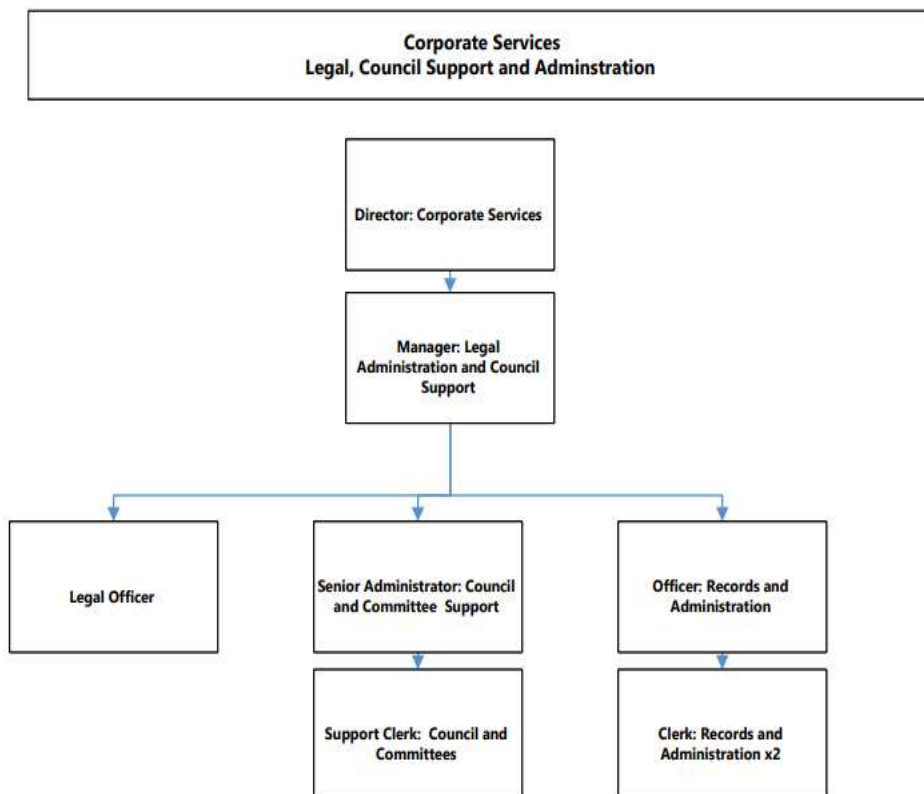 Corporate Services
Legal, Council Support and Adminstration
Director: Corporate Services
Manager: Legal
Administration and Council
Support
Legal Officer
Senior Administrator: Council
and Committee Support
Officer: Records and
Administration
Support Clerk: Council and
Committees
Clerk: Records and
Administration x2